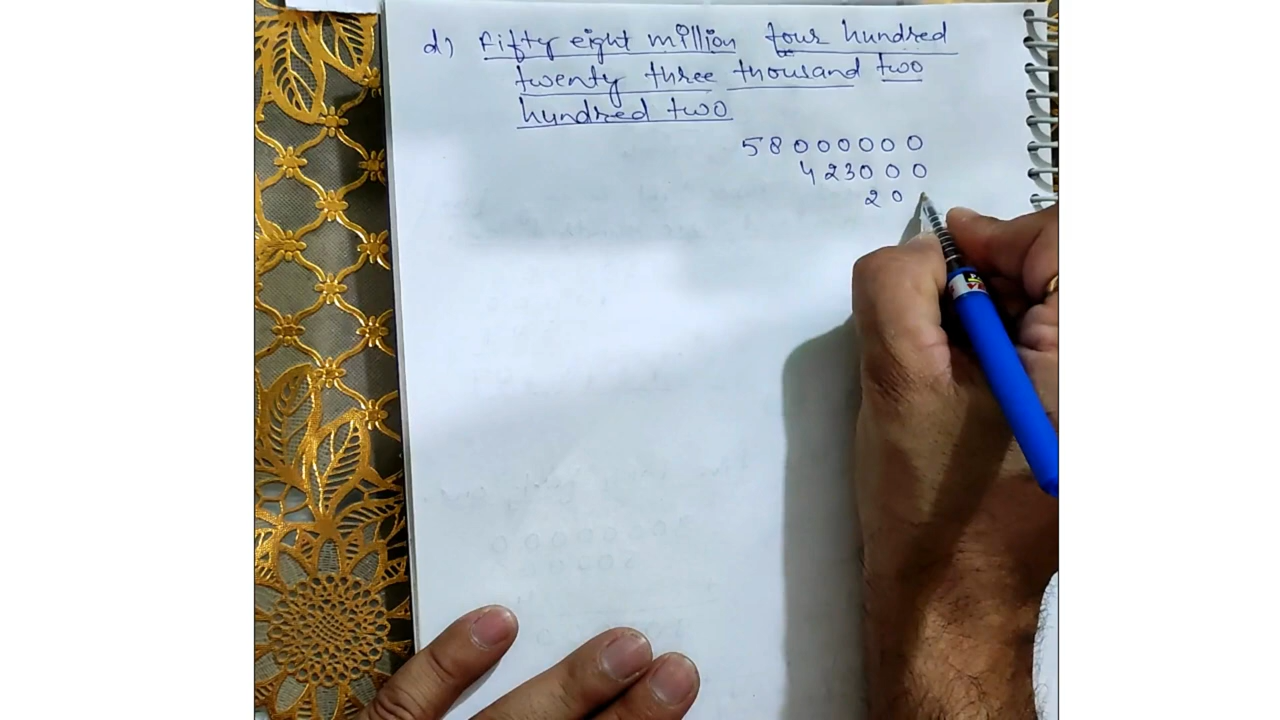 d) Fifty eight million four hundred
twenty three thousand two
hundred two
58000000
423000
20